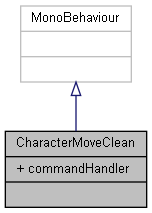 MonoBehaviour
CharacterMoveClean
+ commandHandler